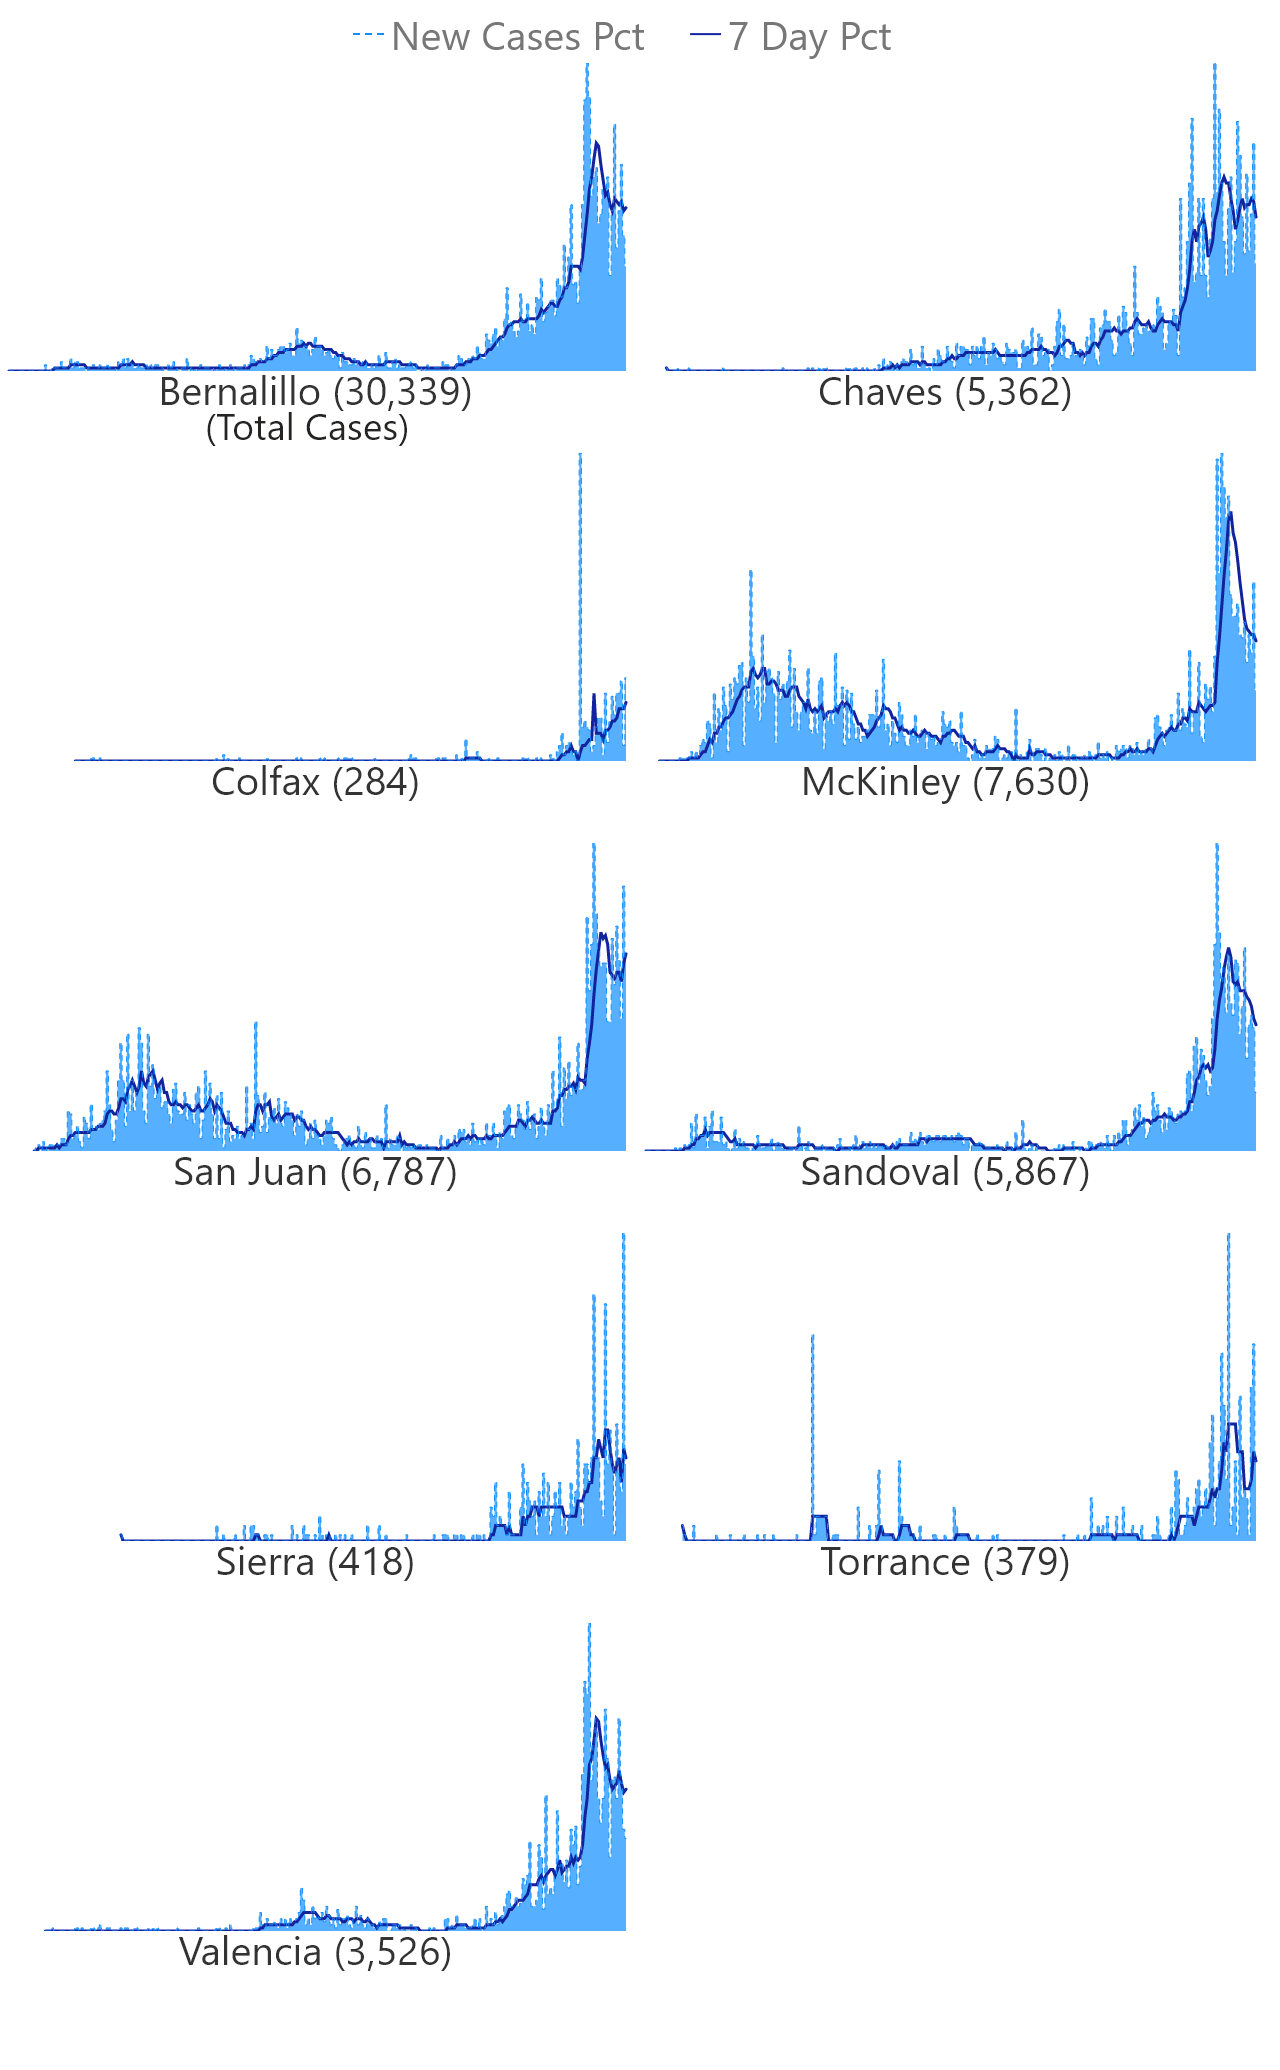 New Cases Pct 7 Day Pct
Bernalillo (30,339) Chaves (5,362)
(Total Cases)
Colfax (284) McKinley (7,630)
San Juan (6,787) Sandoval (5,867)
Sierra (418) Torrance (379)
Valencia (3,526)